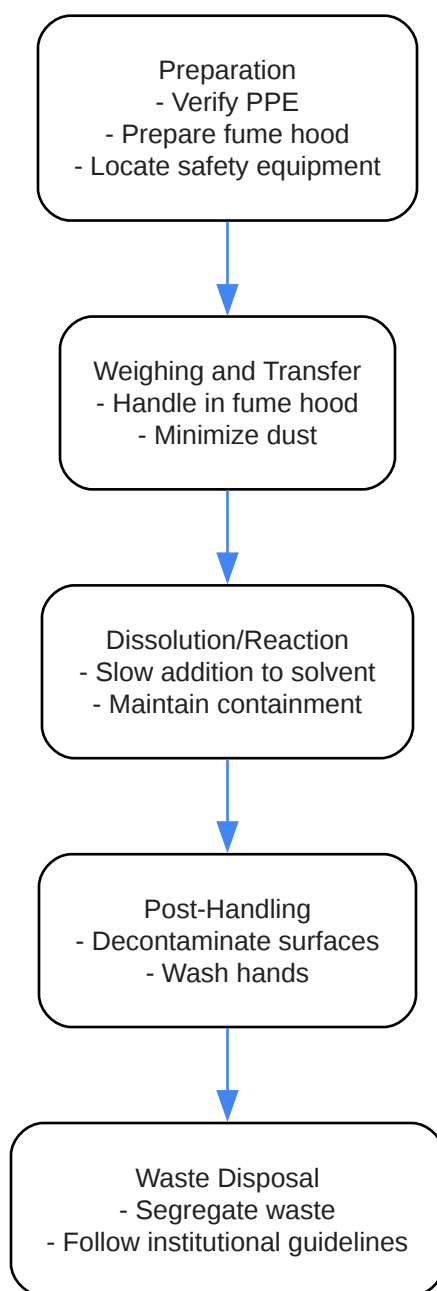 Preparation
- Verify PPE
- Prepare fume hood
- Locate safety equipment
Weighing and Transfer
- Handle in fume hood
- Minimize dust
Dissolution/Reaction
- Slow addition to solvent
- Maintain containment
Post-Handling
- Decontaminate surfaces
- Wash hands
Waste Disposal
- Segregate waste
- Follow institutional guidelines